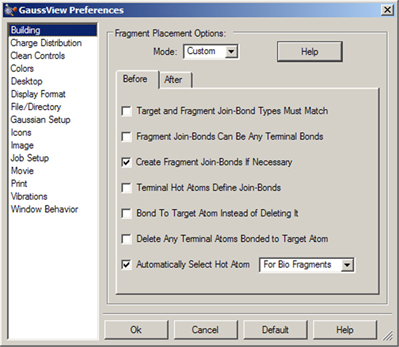 GaussView Preferences
Building
Charge Distribution
Clean Controls
Colors
Desktop
Display Format
File/Directory
Gaussian Setup
Icons
Image
Job Setup
Movie
Print
Vibrations
Window Behavior
Fragment Placement Options:
Mode: Custom Help
Before After
Target and Fragment Join-Bond Types Must Match
Fragment Join-Bonds Can Be Any Terminal Bonds
Create Fragment Join-Bonds If Necessary
Terminal Hot Atoms Define Join-Bonds
Bond To Target Atom Instead of Deleting It
Delete Any Terminal Atoms Bonded to Target Atom
Automatically Select Hot Atom For Bio Fragments
Ok Cancel Default Help